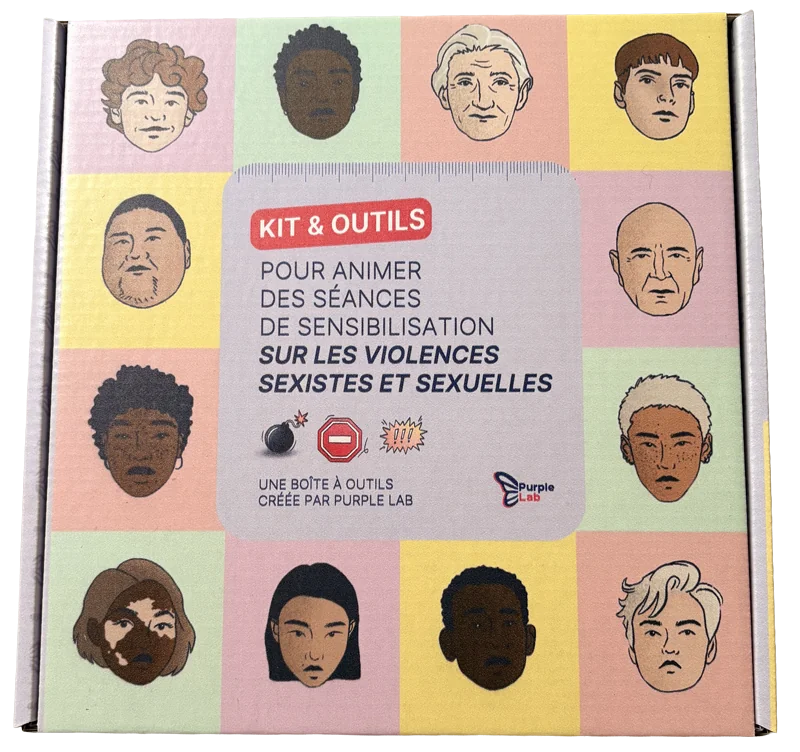 KIT & OUTILS
POUR ANIMER
DES SÉANCES
DE SENSIBILISATION
SUR LES VIOLENCES
SEXISTES ET SEXUELLES
!!!
UNE BOÎTE À OUTILS
CRÉÉE PAR PURPLE LAB
Purple
Lab